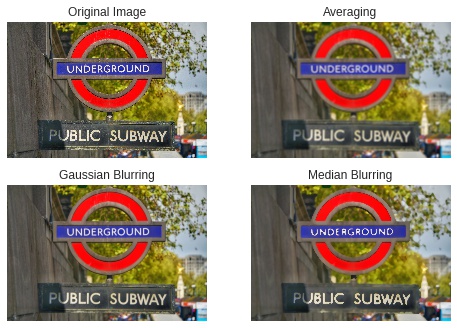 Original Image
Averaging
UNDERGROUND
UNDERGROUND
PUBLIC SUBWAY
PUBLIC SUBWAY
Gaussian Blurring
Median Blurring
UNDERGROUND
UNDERGROUND
PUBLIC SUBWAY
PUBLIC SUBWAY